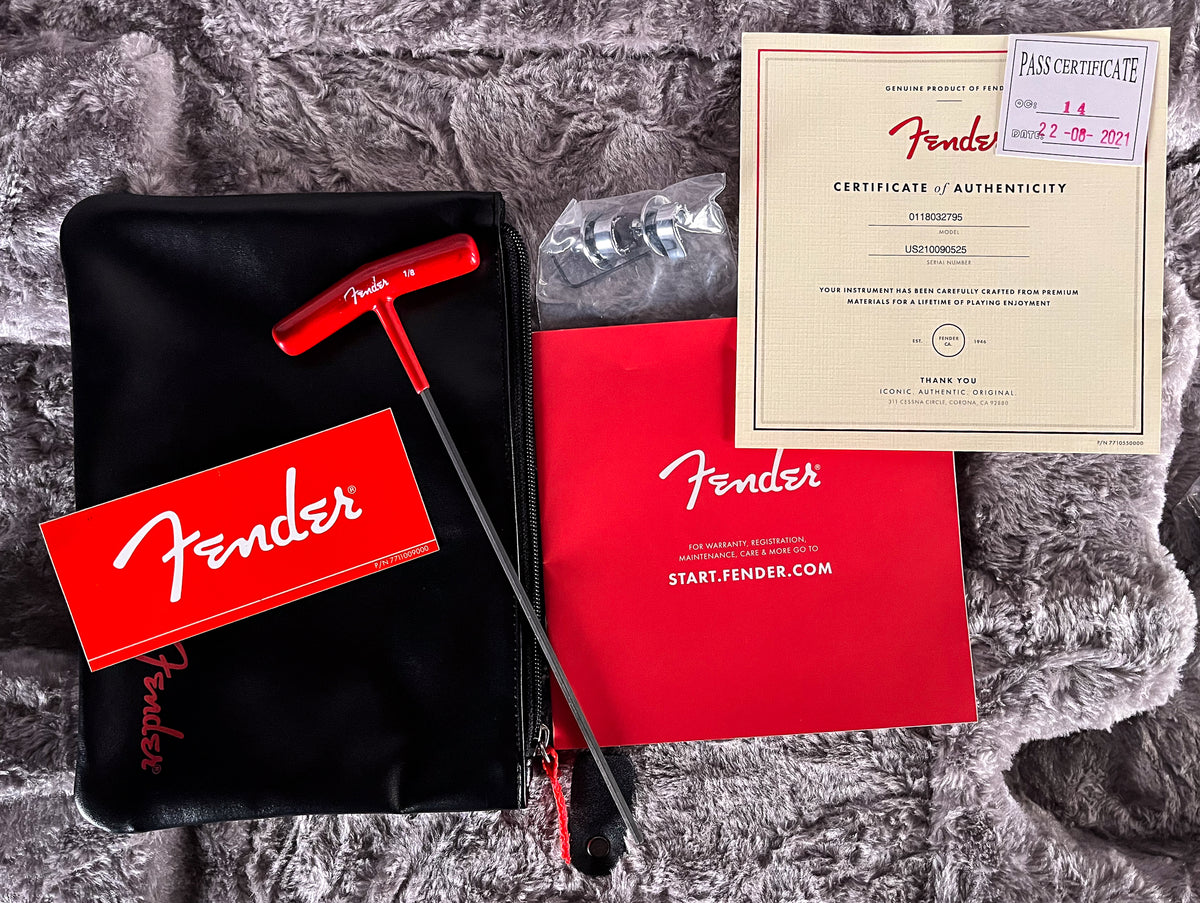 GENUINE PRODUCT OF FEND
Fender
CERTIFICATE of AUTHENTICITY
0118032795
MODEL
US210090525
SERIAL NUMBER
YOUR INSTRUMENT HAS BEEN CAREFULLY CRAFTED FROM PREMIUM
MATERIALS FOR A LIFETIME OF PLAYING ENJOYMENT
EST. FENDER CA. 1946
THANK YOU
ICONIC. AUTHENTIC. ORIGINAL.
311 CESSNA CIRCLE, CORONA, CA 92880
P/N 7710550000
PASS CERTIFICATE
QC: 14
DATE: 22-08-2021
Fender® 1/8
Fender®
P/N 7711009000
Fender®
Fender®
FOR WARRANTY, REGISTRATION,
MAINTENANCE, CARE & MORE GO TO
START.FENDER.COM